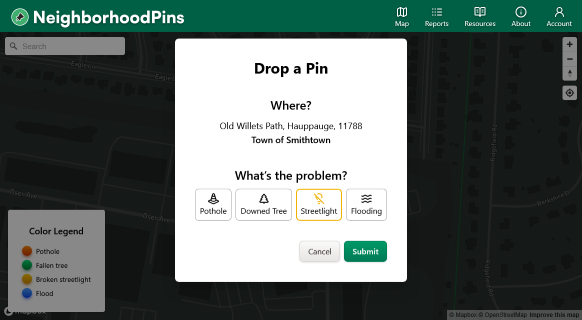 NeighborhoodPins
Map
Reports
Resources
About
Account
Search
Drop a Pin
Where?
Old Willets Path, Hauppauge, 11788
Town of Smithtown
What's the problem?
Pothole
Downed Tree
Streetlight
Flooding
Cancel
Submit
Color Legend
Pothole
Fallen tree
Broken streetlight
Flood
© Mapbox © OpenStreetMap Improve this map